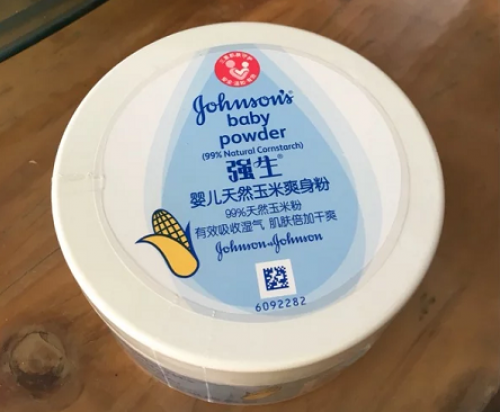 Johnson's®
baby
powder
(99% Natural Cornstarch)
强生®
婴儿天然玉米爽身粉
99%天然玉米粉
有效吸收湿气 肌肤倍加干爽
Johnson & Johnson
6092282